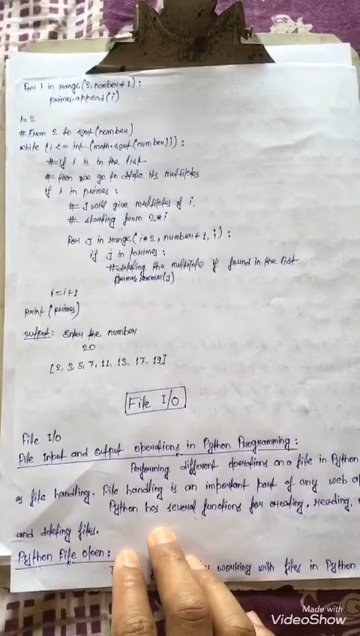 for i in range(2, number+1):
primes.append(i)
i=2
# from 2 to sqrt(number)
while (i <= int (math.sqrt(number))):
# if i is in the list
# then we go to delete its multiples
if i in primes :
# J will give multiples of i,
# starting from 2*i
for J in range(i*2, number+1, i) :
if J in primes :
# deleting the multiple if found in the list
primes.remove(J)
i=i+1
print (primes)
output: Enter the number
20
[2, 3, 5, 7, 11, 13, 17, 19]
File I/O
File I/O
File Input and output operations in Python Programming :
Performing different operations on a file in Python
as file handling. File handling is an important part of any web a
Python has several functions for creating, reading,
and deleting files.
Python File Open :
working with files in Python
Made with
VideoShow